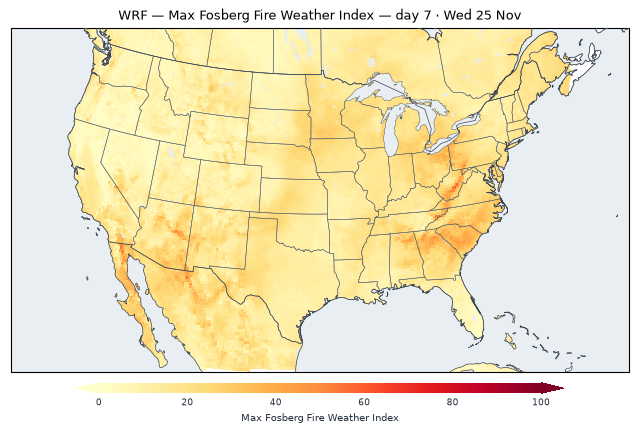 WRF — Max Fosberg Fire Weather Index — day 7 · Wed 25 Nov
0 20 40 60 80 100
Max Fosberg Fire Weather Index